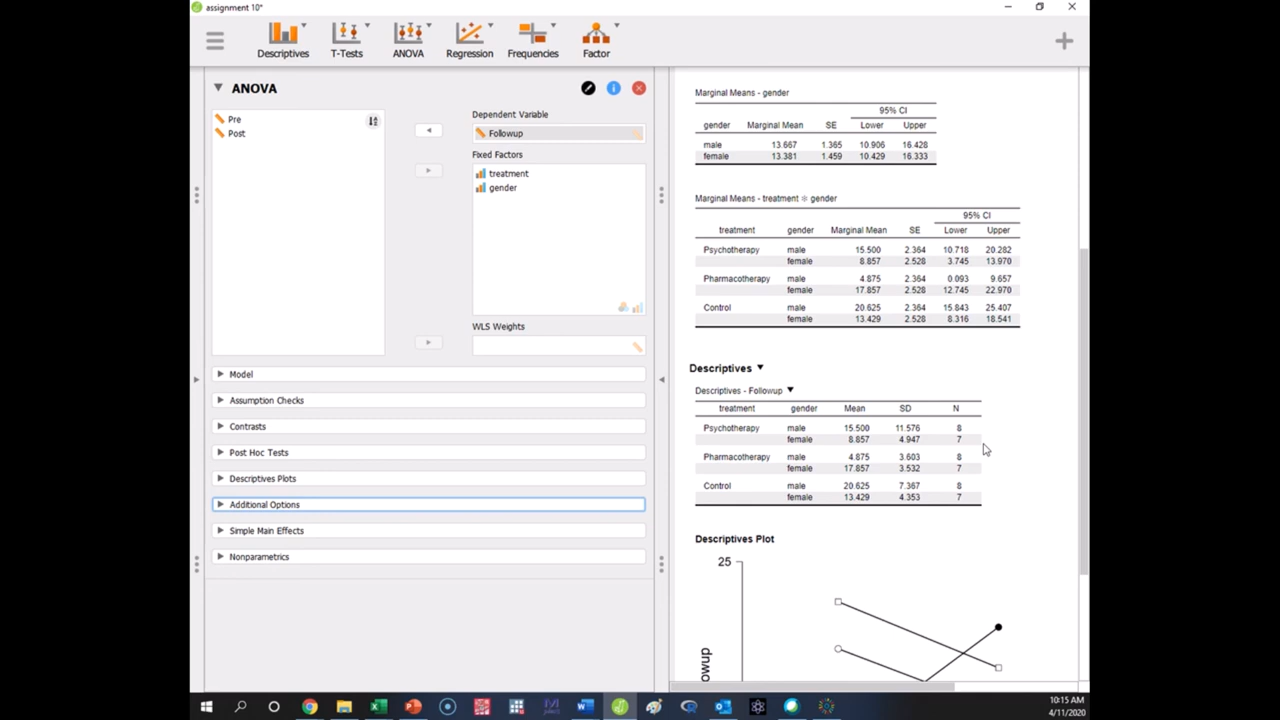 assignment 10*
Descriptives T-Tests ANOVA Regression Frequencies Factor
ANOVA
Pre
Post
Dependent Variable
Followup
Fixed Factors
treatment
gender
WLS Weights
Model
Assumption Checks
Contrasts
Post Hoc Tests
Descriptives Plots
Additional Options
Simple Main Effects
Nonparametrics
Marginal Means - gender
95% CI
gender Marginal Mean SE Lower Upper
male 13.667 1.365 10.906 16.428
female 13.381 1.459 10.429 16.333
Marginal Means - treatment ✻ gender
95% CI
treatment gender Marginal Mean SE Lower Upper
Psychotherapy male 15.500 2.364 10.718 20.282
female 8.857 2.528 3.745 13.970
Pharmacotherapy male 4.875 2.364 0.093 9.657
female 17.857 2.528 12.745 22.970
Control male 20.625 2.364 15.843 25.407
female 13.429 2.528 8.316 18.541
Descriptives
Descriptives - Followup
treatment gender Mean SD N
Psychotherapy male 15.500 11.576 8
female 8.857 4.947 7
Pharmacotherapy male 4.875 3.603 8
female 17.857 3.532 7
Control male 20.625 7.367 8
female 13.429 4.353 7
Descriptives Plot
25
owup
10:15 AM
4/11/2020